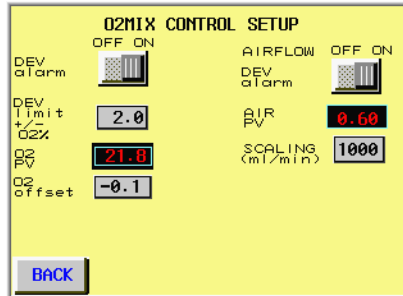 O2MIX CONTROL SETUP
OFF ON
DEV
alarm
AIRFLOW OFF ON
DEV
alarm
DEV
limit
+/-
O2%
2.0
AIR
PV
0.60
O2
PV
21.8
SCALING
(ml/min)
1000
O2
offset
-0.1
BACK